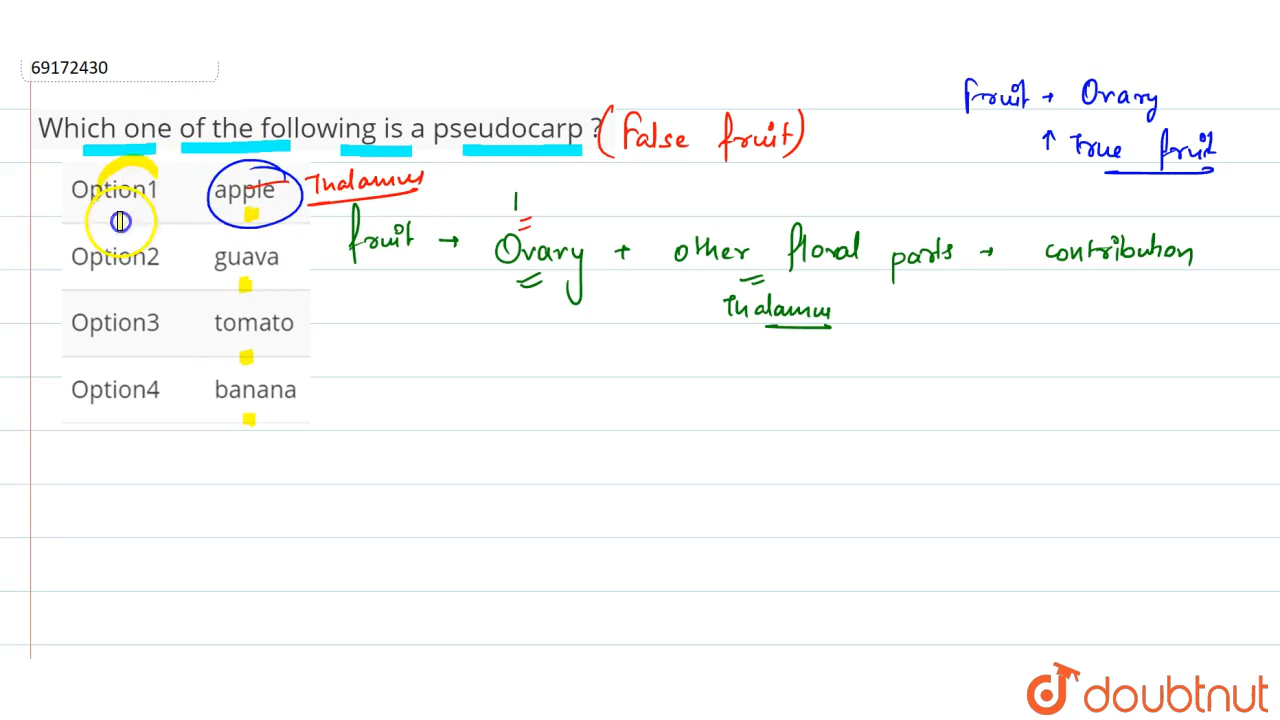 69172430
Which one of the following is a pseudocarp ? (False fruit)
fruit → Ovary
↑ True fruit
Option1 apple Thalamus
fruit → Ovary + other floral parts → contribution
Thalamus
Option2 guava
Option3 tomato
Option4 banana
doubtnut